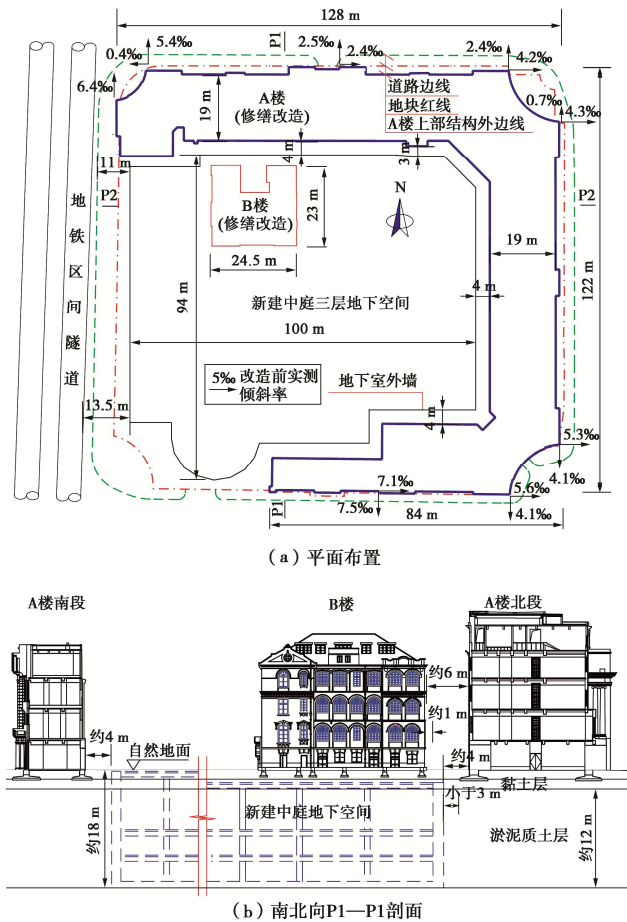 128 m
P1
5.4‰
2.5‰
2.4‰
2.4‰
0.4‰
4.2‰
6.4‰
道路边线
地块红线
A楼上部结构外边线
0.7‰
4.3‰
19 m
A楼
(修缮改造)
4 m
3 m
11 m
P2
P2
B楼
(修缮改造)
23 m
N
24.5 m
19 m
122 m
地铁区间隧道
94 m
新建中庭三层地下空间
4 m
100 m
5‰ 改造前实测
倾斜率
地下室外墙
13.5 m
4 m
5.3‰
7.1‰
5.6‰
4.1‰
P1
7.5‰
84 m
4.1‰
(a) 平面布置
A楼南段
B楼
A楼北段
约6 m
约1 m
约4 m
自然地面
约4 m
黏土层
小于3 m
约18 m
新建中庭地下空间
淤泥质土层
约12 m
(b) 南北向P1—P1剖面